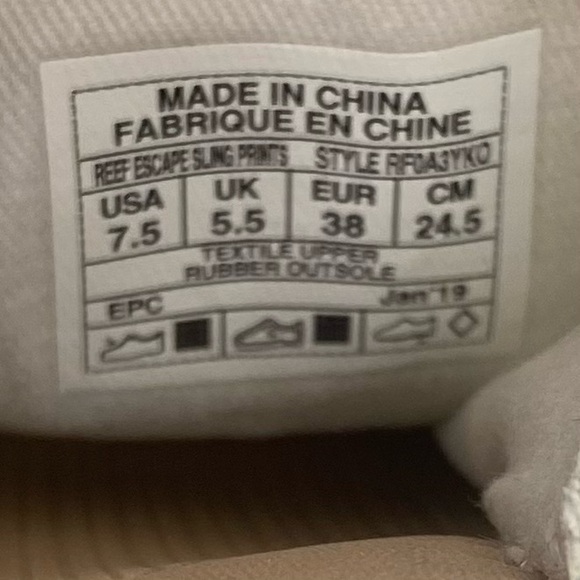 MADE IN CHINA
FABRIQUE EN CHINE
REEF ESCAPE SLING PRINTS STYLE RF0A3YKO
USA UK EUR CM
7.5 5.5 38 24.5
TEXTILE UPPER
RUBBER OUTSOLE
EPC Jan'19